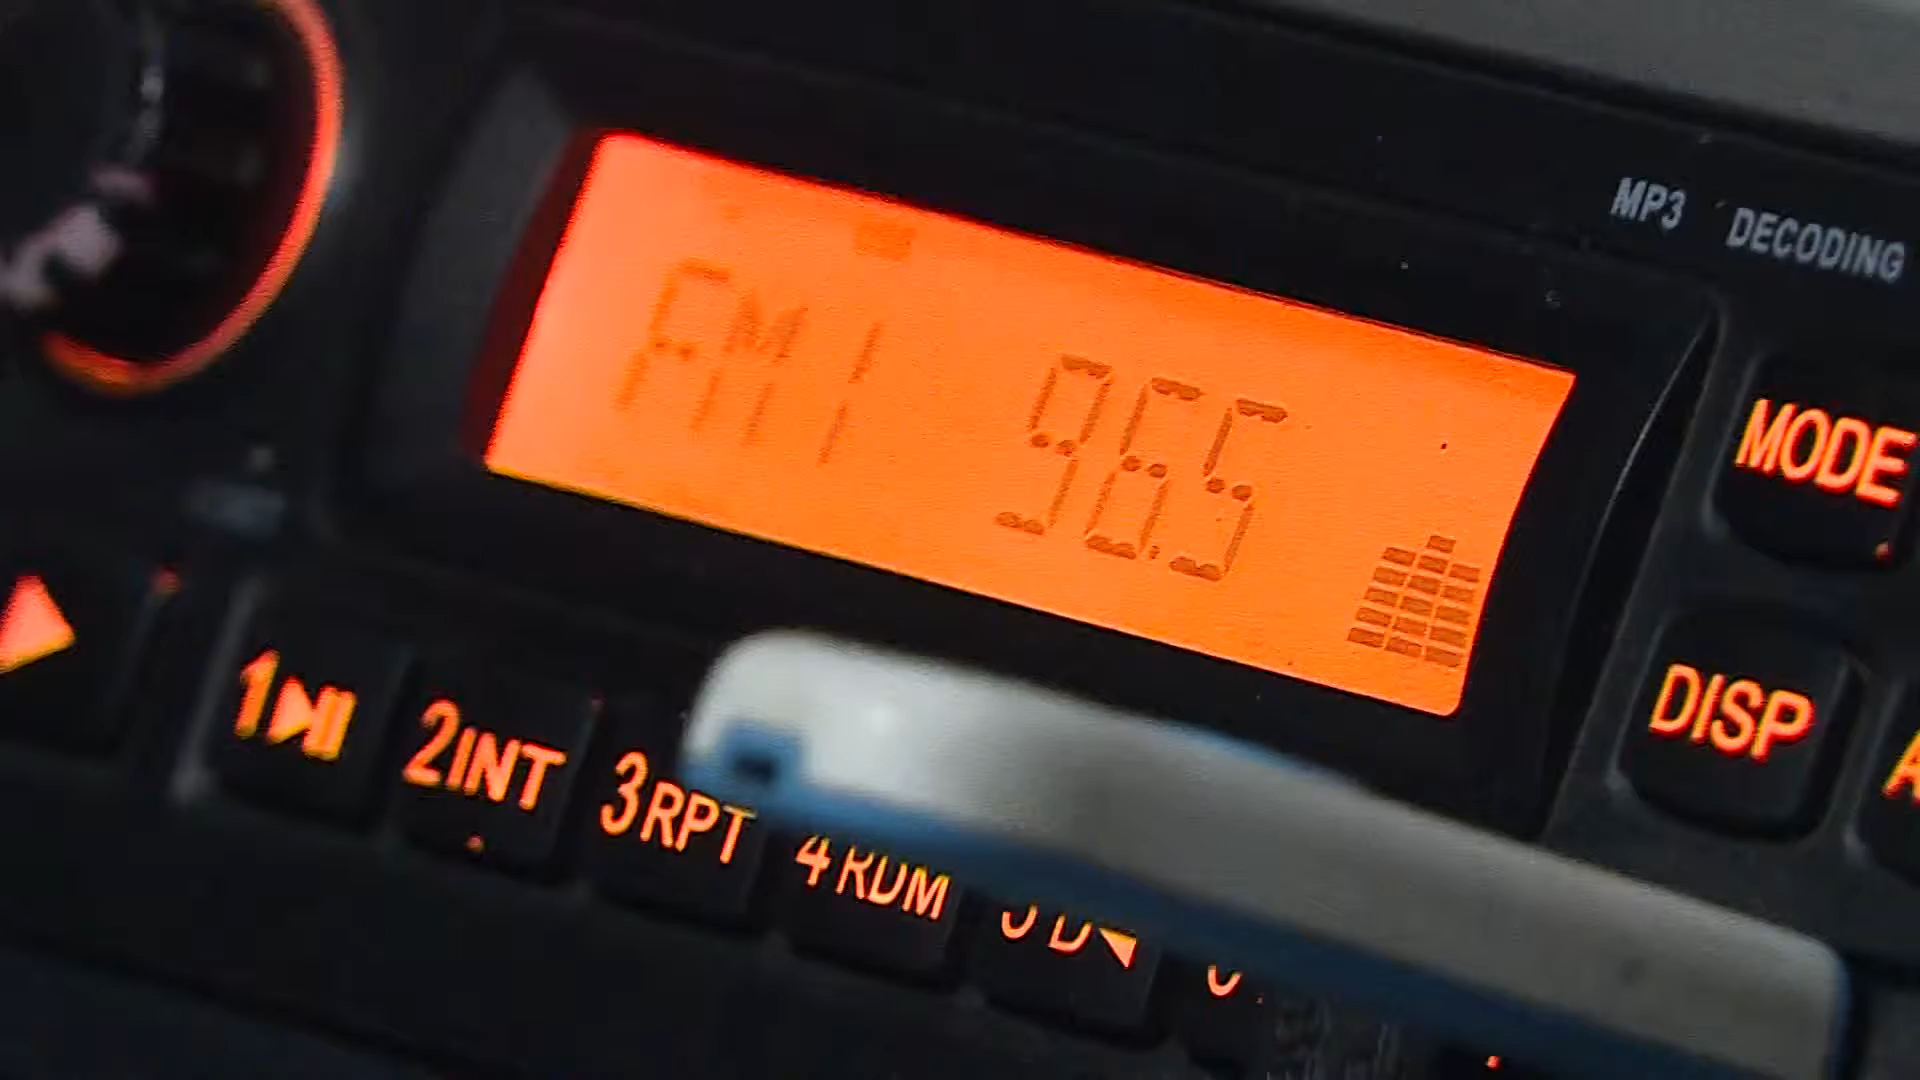 MP3 DECODING
FM1 96.5
MODE
DISP
1 2INT 3RPT 4RDM